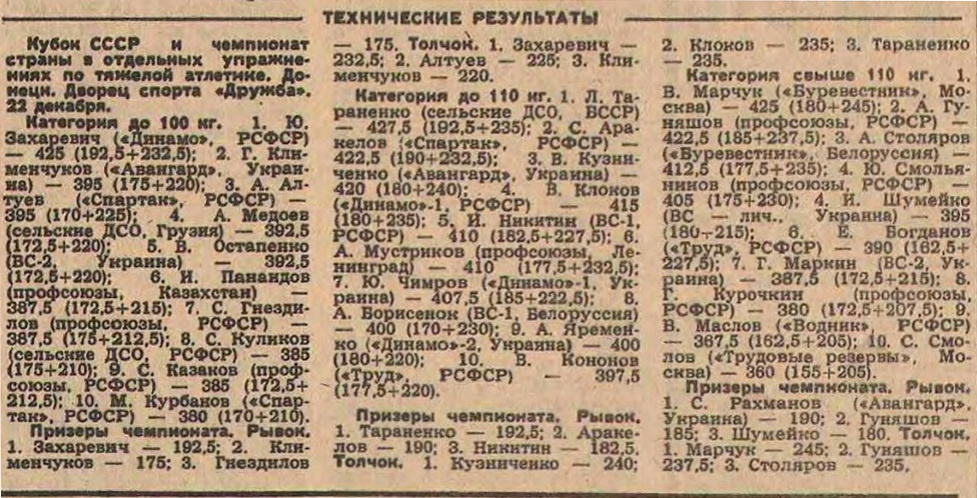 ТЕХНИЧЕСКИЕ РЕЗУЛЬТАТЫ
Кубок СССР и чемпионат
страны в отдельных упражне-
ниях по тяжелой атлетике. До-
нецк. Дворец спорта «Дружба».
22 декабря.
Категория до 100 кг. 1. Ю.
Захаревич («Динамо», РСФСР)
— 425 (192,5+232,5); 2. Г. Кли-
менчуков («Авангард», Украи-
на) — 395 (175+220); 3. А. Ал-
туев («Спартак», РСФСР) —
395 (170+225); 4. А. Медоев
(сельские ДСО, Грузия) — 392,5
(172,5+220); 5. В. Остапенко
(ВС-2, Украина) — 392,5
(172,5+220); 6. И. Панандов
(профсоюзы, Казахстан) —
387,5 (172,5+215); 7. С. Гнезди-
лов (профсоюзы, РСФСР) —
387,5 (175+212,5); 8. С. Куликов
(сельские ДСО, РСФСР) — 385
(175+210); 9. С. Казаков (проф-
союзы, РСФСР) — 385 (172,5+
212,5); 10. М. Курбанов («Спар-
так», РСФСР) — 380 (170+210).
Призеры чемпионата. Рывок.
1. Захаревич — 192,5; 2. Кли-
менчуков — 175; 3. Гнездилов
— 175. Толчок. 1. Захаревич —
232,5; 2. Алтуев — 225; 3. Кли-
менчуков — 220.
Категория до 110 кг. 1. Л. Та-
раненко (сельские ДСО, БССР)
— 427,5 (192,5+235); 2. С. Ара-
келов («Спартак», РСФСР) —
422,5 (190+232,5); 3. В. Кузни-
ченко («Авангард», Украина) —
420 (180+240); 4. В. Клоков
(«Динамо»-1, РСФСР) — 415
(180+235); 5. И. Никитин (ВС-1,
РСФСР) — 410 (182,5+227,5); 6.
А. Мустриков (профсоюзы, Ле-
нинград) — 410 (177,5+232,5);
7. Ю. Чимров («Динамо»-1, Ук-
раина) — 407,5 (185+222,5); 8.
А. Борисенок (ВС-1, Белоруссия)
— 400 (170+230); 9. А. Яремен-
ко («Динамо»-2, Украина) — 400
(180+220); 10. В. Кононов
(«Труд», РСФСР) — 397,5
(177,5+220).
Призеры чемпионата. Рывок.
1. Тараненко — 192,5; 2. Араке-
лов — 190; 3. Никитин — 182,5.
Толчок. 1. Кузниченко — 240;
2. Клоков — 235; 3. Тараненко
— 235.
Категория свыше 110 кг. 1.
В. Марчук («Буревестник», Мо-
сква) — 425 (180+245); 2. А. Гу-
няшов (профсоюзы, РСФСР) —
422,5 (185+237,5); 3. А. Столяров
(«Буревестник», Белоруссия) —
412,5 (177,5+235); 4. Ю. Смолья-
нинов (профсоюзы, РСФСР) —
405 (175+230); 4. И. Шумейко
(ВС — лич., Украина) — 395
(180+215); 6. Е. Богданов
(«Труд», РСФСР) — 390 (162,5+
227,5); 7. Г. Маркин (ВС-2, Ук-
раина) — 387,5 (172,5+215); 8.
Г. Курочкин (профсоюзы,
РСФСР) — 380 (172,5+207,5); 9.
В. Маслов («Водник», РСФСР)
— 367,5 (162,5+205); 10. С. Смо-
лов («Трудовые резервы», Мо-
сква) — 360 (155+205).
Призеры чемпионата. Рывок.
1. С. Рахманов («Авангард»,
Украина) — 190; 2. Гуняшов —
185; 3. Шумейко — 180. Толчок.
1. Марчук — 245; 2. Гуняшов —
237,5; 3. Столяров — 235.